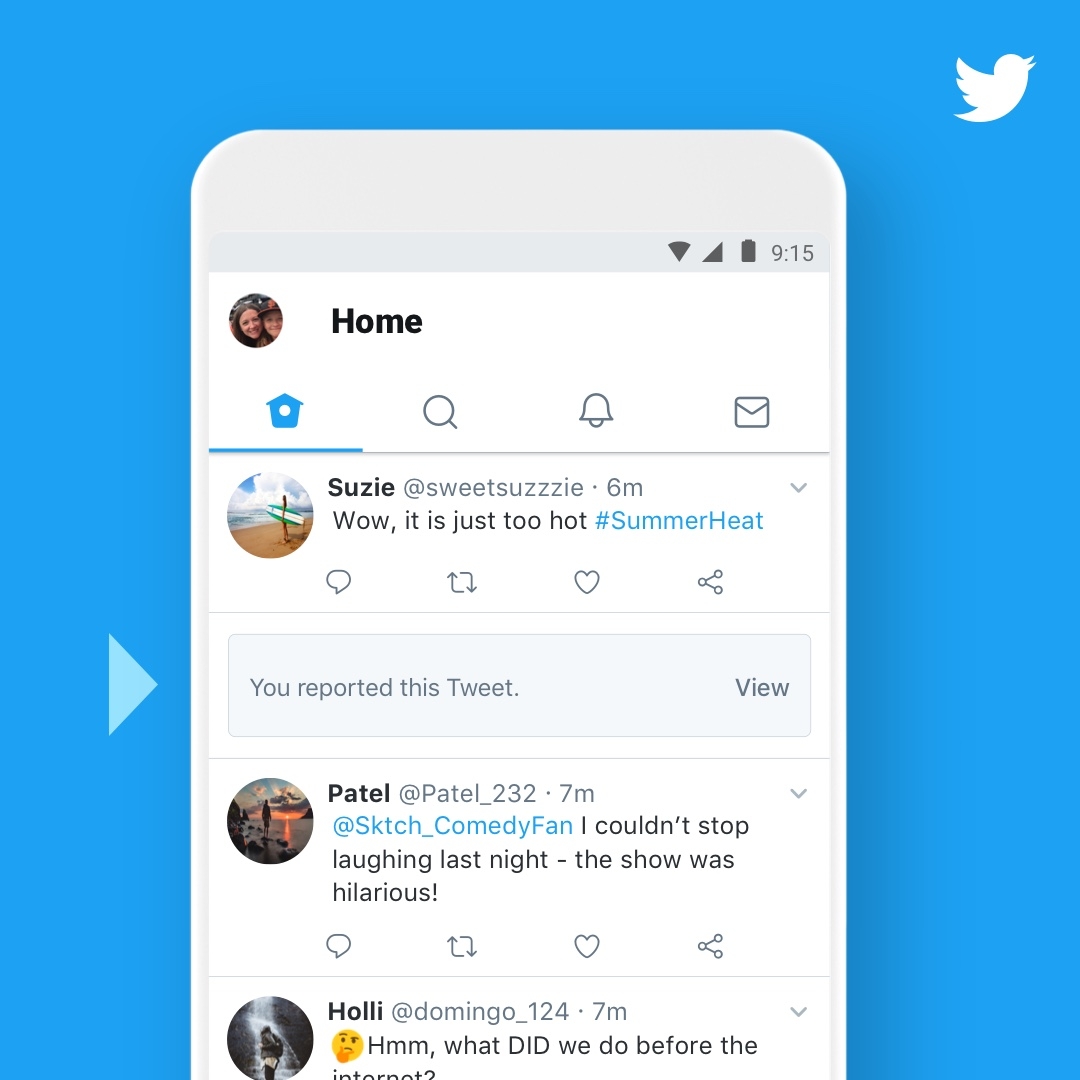 9:15
Home
Suzie @sweetsuzzzie · 6m
Wow, it is just too hot #SummerHeat
You reported this Tweet. View
Patel @Patel_232 · 7m
@Sktch_ComedyFan I couldn’t stop
laughing last night - the show was
hilarious!
Holli @domingo_124 · 7m
🤔Hmm, what DID we do before the
internet?